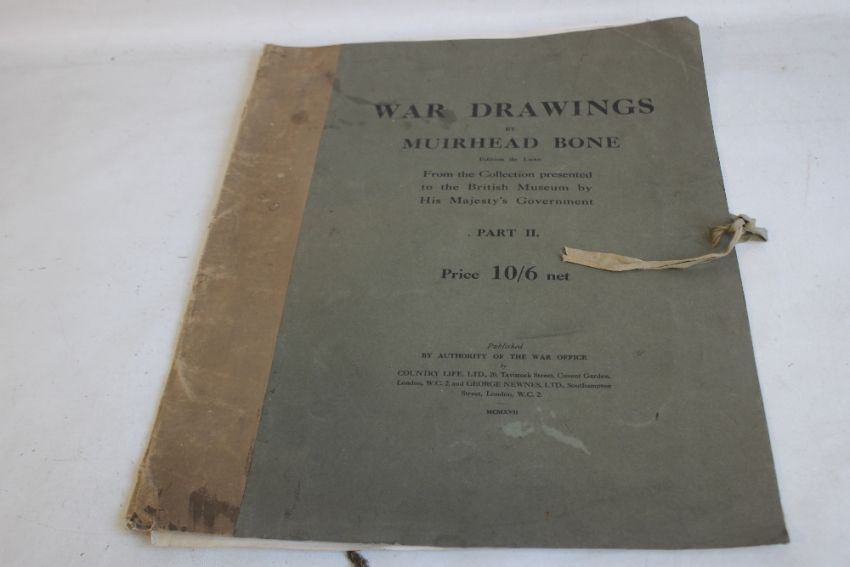 WAR DRAWINGS
BY
MUIRHEAD BONE
Edition de Luxe
From the Collection presented
to the British Museum by
His Majesty's Government
PART II.
Price 10/6 net
Published
BY AUTHORITY OF THE WAR OFFICE
by
COUNTRY LIFE, LTD., 20, Tavistock Street, Covent Garden,
London, W.C. 2, and GEORGE NEWNES, LTD., Southampton
Street, London, W.C. 2.
MCMXVII